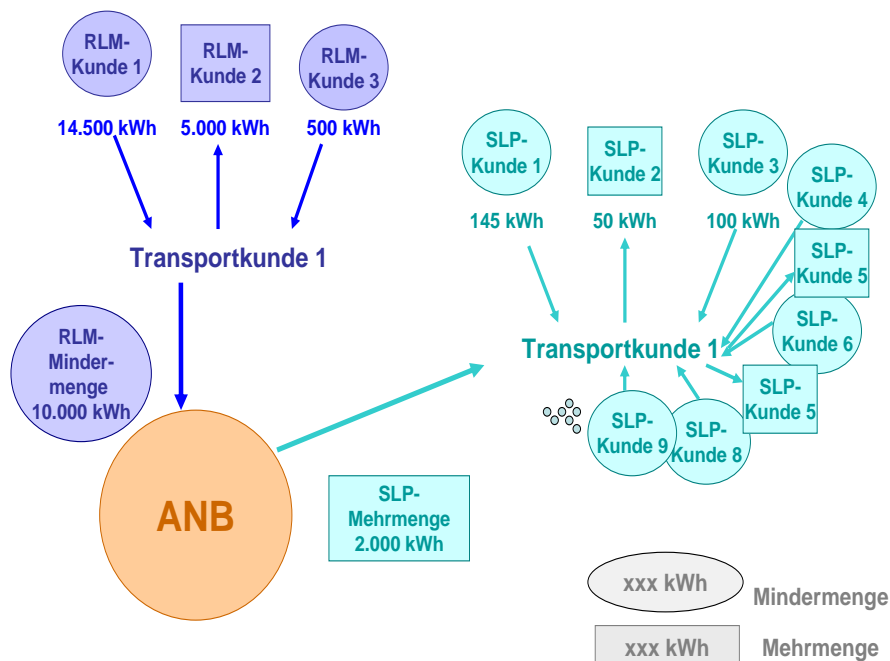 RLM-
Kunde 1
RLM-
Kunde 2
RLM-
Kunde 3
14.500 kWh
5.000 kWh
500 kWh
Transportkunde 1
RLM-
Minder-
menge
10.000 kWh
ANB
SLP-
Kunde 1
SLP-
Kunde 2
SLP-
Kunde 3
SLP-
Kunde 4
145 kWh
50 kWh
100 kWh
SLP-
Kunde 5
SLP-
Kunde 6
Transportkunde 1
SLP-
Kunde 5
SLP-
Kunde 9
SLP-
Kunde 8
SLP-
Mehrmenge
2.000 kWh
xxx kWh
Mindermenge
xxx kWh
Mehrmenge